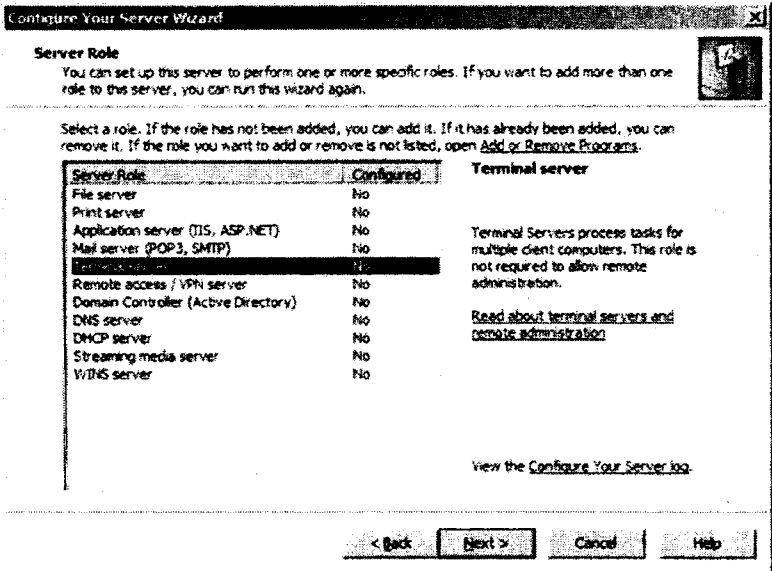 Configure Your Server Wizard
Server Role
You can set up this server to perform one or more specific roles. If you want to add more than one
role to this server, you can run this wizard again.
Select a role. If the role has not been added, you can add it. If it has already been added, you can
remove it. If the role you want to add or remove is not listed, open Add or Remove Programs.
Server Role Configured
File server No
Print server No
Application server (IIS, ASP.NET) No
Mail server (POP3, SMTP) No
Terminal server No
Remote access / VPN server No
Domain Controller (Active Directory) No
DNS server No
DHCP server No
Streaming media server No
WINS server No
Terminal server
Terminal Servers process tasks for
multiple client computers. This role is
not required to allow remote
administration.
Read about terminal servers and
remote administration
View the Configure Your Server log.
< Back Next > Cancel Help